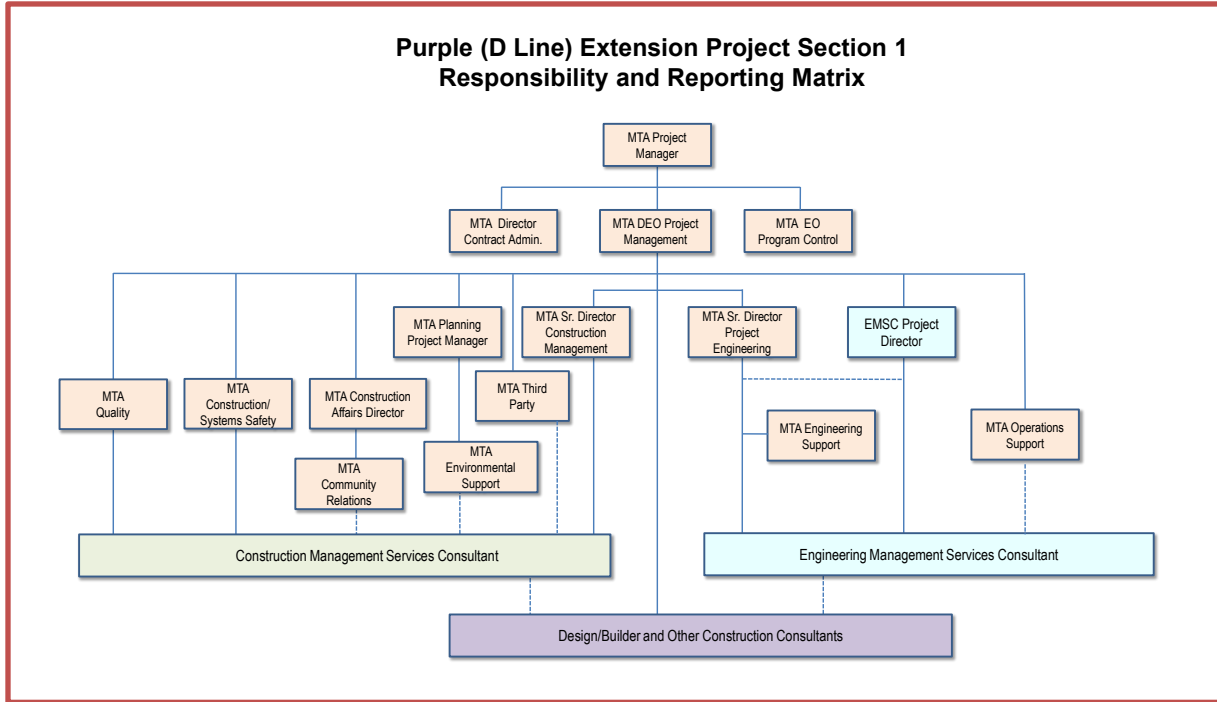 Purple (D Line) Extension Project Section 1
Responsibility and Reporting Matrix
MTA Project
Manager
MTA Director
Contract Admin.
MTA DEO Project
Management
MTA EO
Program Control
MTA Planning
Project Manager
MTA Sr. Director
Construction
Management
MTA Sr. Director
Project
Engineering
EMSC Project
Director
MTA
Quality
MTA
Construction/
Systems Safety
MTA Construction
Affairs Director
MTA Third
Party
MTA Engineering
Support
MTA Operations
Support
MTA
Community
Relations
MTA
Environmental
Support
Construction Management Services Consultant
Engineering Management Services Consultant
Design/Builder and Other Construction Consultants